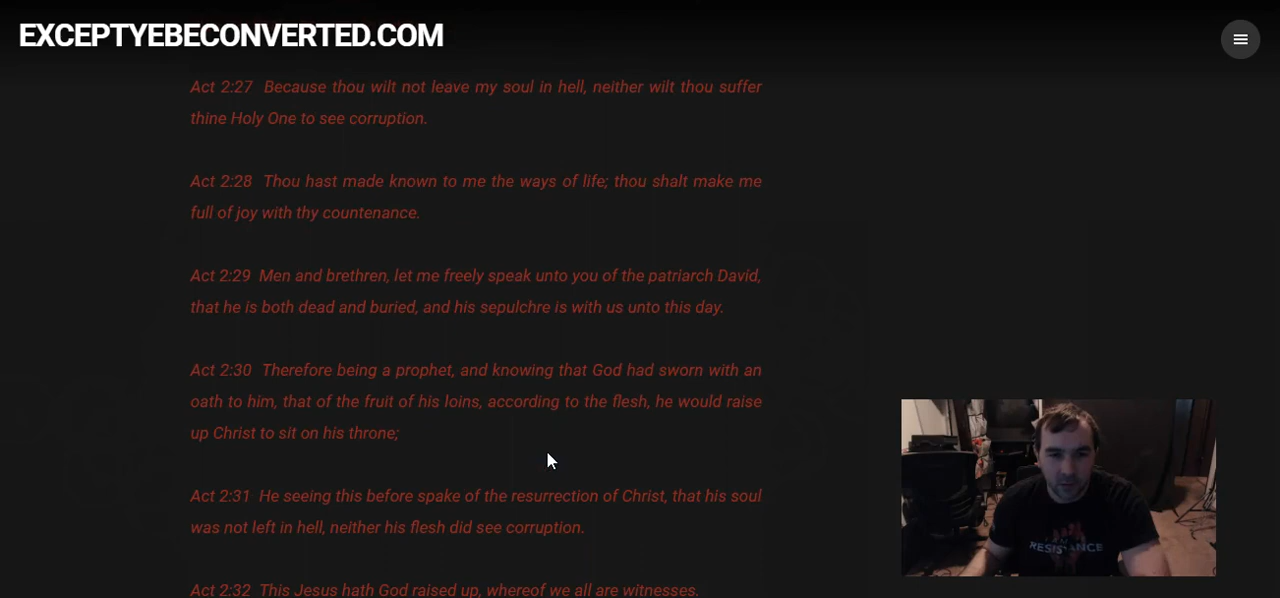 EXCEPTYEBECONVERTED.COM
Act 2:27 Because thou wilt not leave my soul in hell, neither wilt thou suffer
thine Holy One to see corruption.
Act 2:28 Thou hast made known to me the ways of life; thou shalt make me
full of joy with thy countenance.
Act 2:29 Men and brethren, let me freely speak unto you of the patriarch David,
that he is both dead and buried, and his sepulchre is with us unto this day.
Act 2:30 Therefore being a prophet, and knowing that God had sworn with an
oath to him, that of the fruit of his loins, according to the flesh, he would raise
up Christ to sit on his throne;
Act 2:31 He seeing this before spake of the resurrection of Christ, that his soul
was not left in hell, neither his flesh did see corruption.
Act 2:32 This Jesus hath God raised up, whereof we all are witnesses.
RESISTANCE